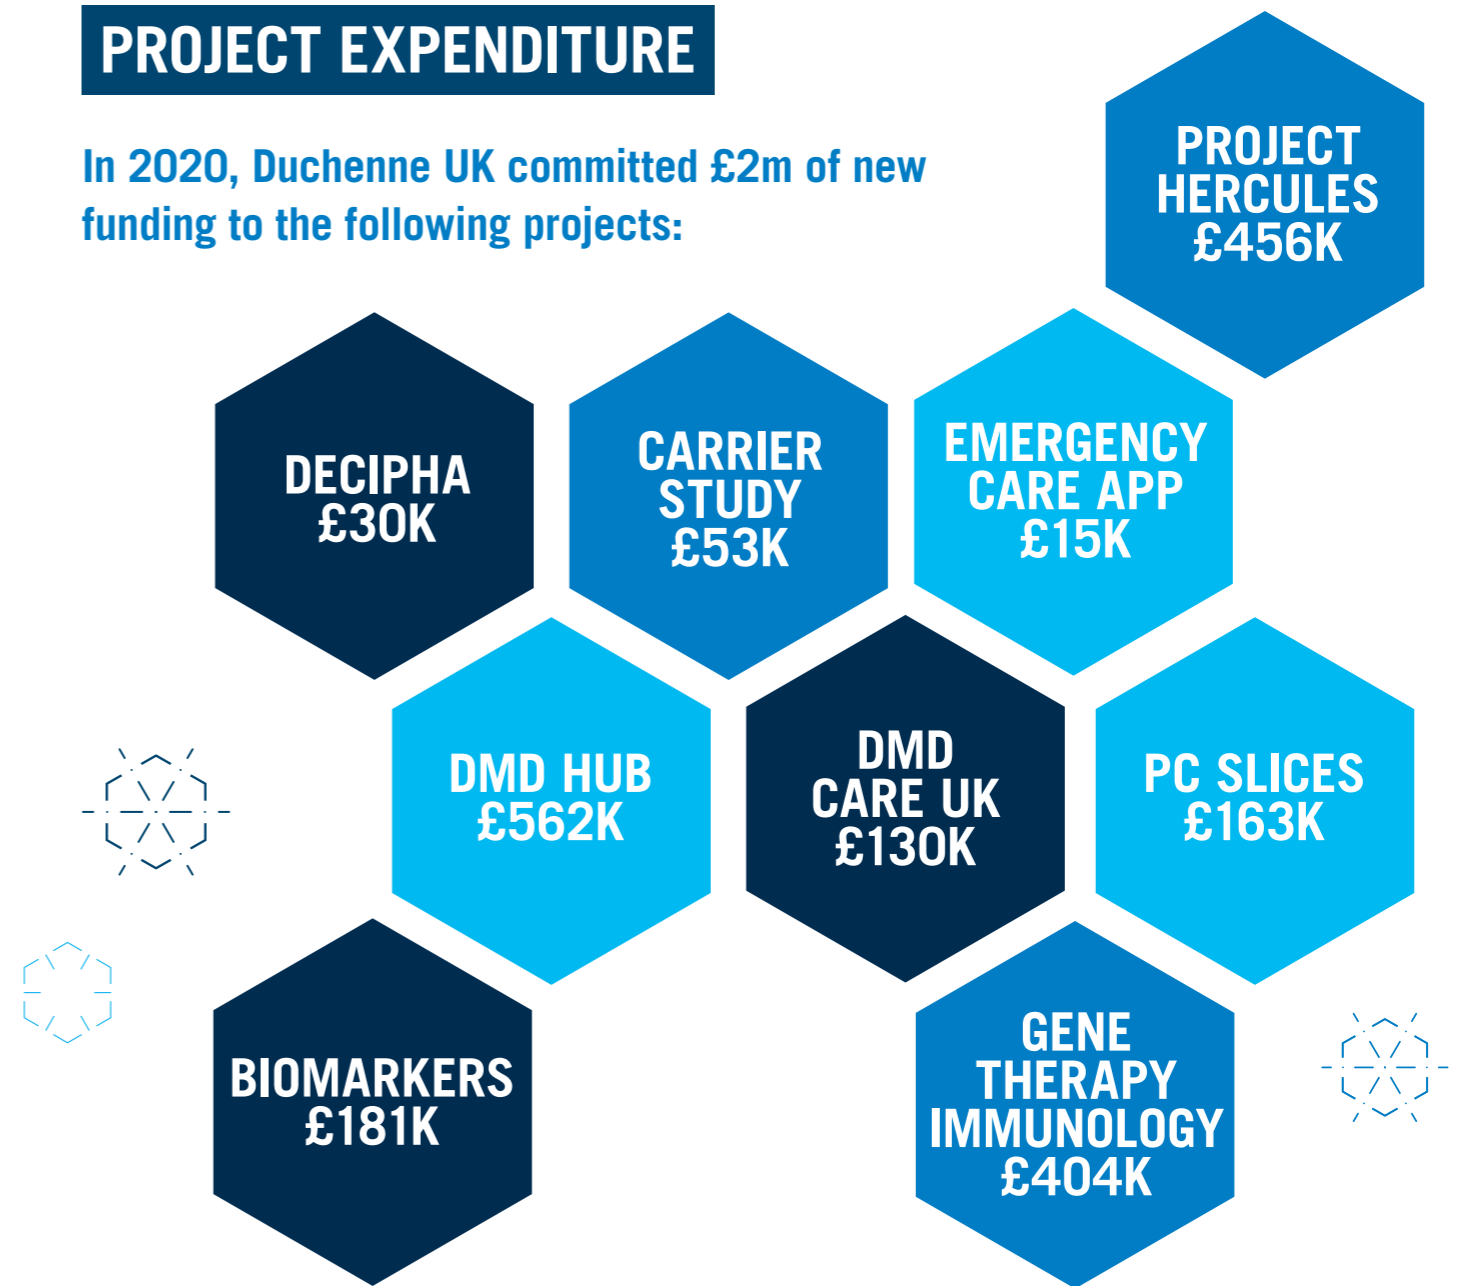 PROJECT EXPENDITURE
In 2020, Duchenne UK committed £2m of new
funding to the following projects:
PROJECT
HERCULES
£456K
DECIPHA
£30K
CARRIER
STUDY
£53K
EMERGENCY
CARE APP
£15K
DMD HUB
£562K
DMD
CARE UK
£130K
PC SLICES
£163K
BIOMARKERS
£181K
GENE
THERAPY
IMMUNOLOGY
£404K